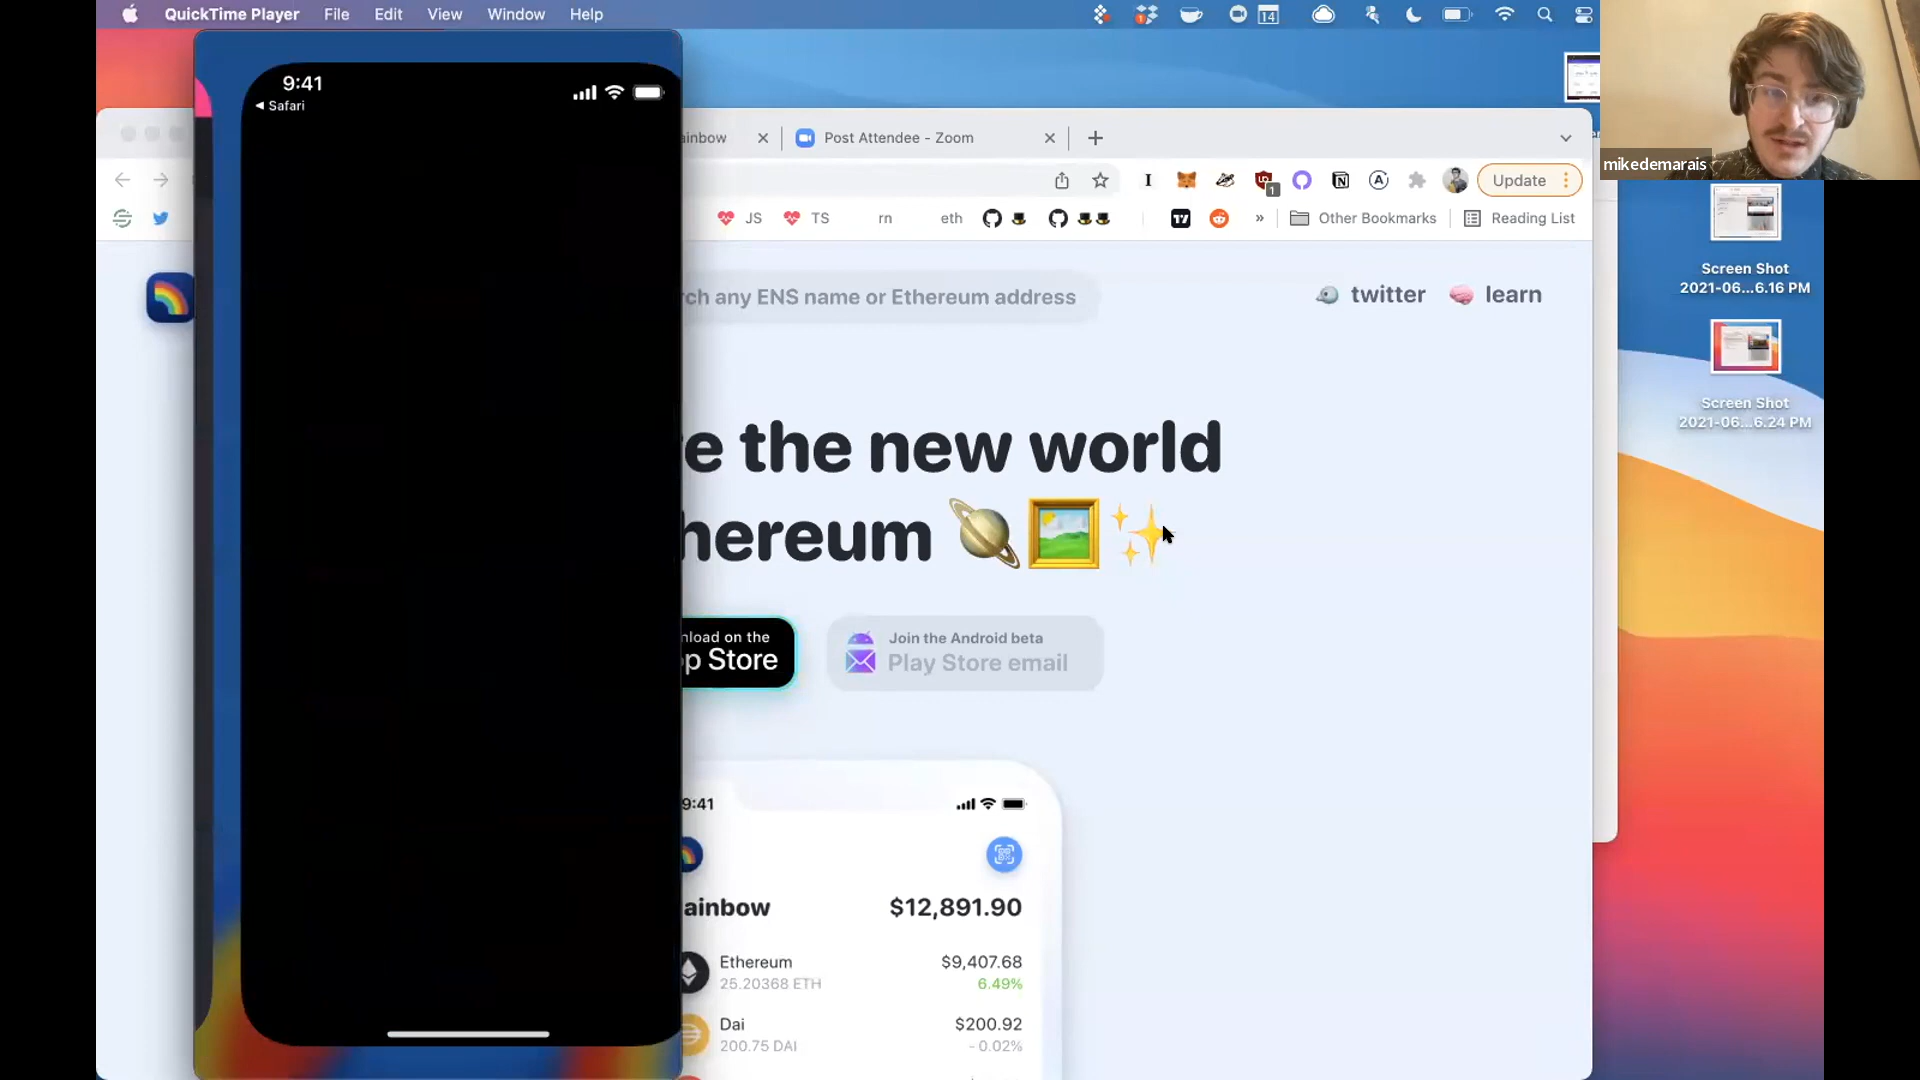 QuickTime Player File Edit View Window Help
14
9:41
Safari
ainbow
Post Attendee - Zoom
mikedemarais
1
Update
JS
TS
rn
eth
»
Other Bookmarks
Reading List
rch any ENS name or Ethereum address
twitter
learn
Screen Shot
2021-06...6.16 PM
Screen Shot
2021-06...6.24 PM
e the new world
hereum
nload on the
p Store
Join the Android beta
Play Store email
9:41
ainbow
$12,891.90
Ethereum
$9,407.68
25.20368 ETH
6.49%
Dai
$200.92
200.75 DAI
- 0.02%